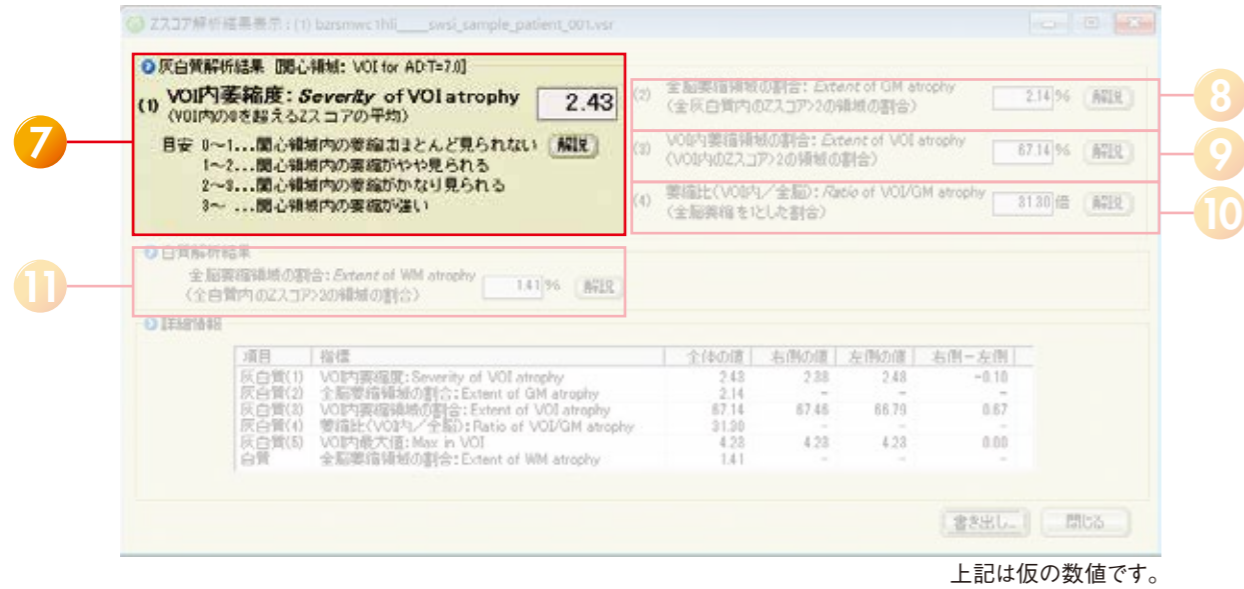 Zスコア解析結果表示 : (1) bzrsmwc1hli____swsi_sample_patient_001.vsr
灰白質解析結果 [関心領域: VOI for AD:T=7.0]
(1) VOI内萎縮度: Severity of VOI atrophy 2.43
(VOI内の0を超えるZスコアの平均)
目安 0~1...関心領域内の萎縮はほとんど見られない 解説
1~2...関心領域内の萎縮がやや見られる
2~3...関心領域内の萎縮がかなり見られる
3~ ...関心領域内の萎縮が強い
7
(2) 全脳萎縮領域の割合: Extent of GM atrophy 2.14 % 解説
(全灰白質内のZスコア>2の領域の割合)
8
(3) VOI内萎縮領域の割合: Extent of VOI atrophy 67.14 % 解説
(VOI内のZスコア>2の領域の割合)
9
(4) 萎縮比(VOI内/全脳): Ratio of VOI/GM atrophy 31.30 倍 解説
(全脳萎縮を1とした割合)
10
白質解析結果
11
全脳萎縮領域の割合: Extent of WM atrophy 1.41 % 解説
(全白質内のZスコア>2の領域の割合)
詳細情報
項目 指標 全体の値 右側の値 左側の値 右側-左側
灰白質(1) VOI内萎縮度:Severity of VOI atrophy 2.43 2.38 2.48 -0.10
灰白質(2) 全脳萎縮領域の割合:Extent of GM atrophy 2.14 - - -
灰白質(3) VOI内萎縮領域の割合:Extent of VOI atrophy 67.14 67.46 66.79 0.67
灰白質(4) 萎縮比(VOI内/全脳):Ratio of VOI/GM atrophy 31.30 - - -
灰白質(5) VOI内最大値:Max in VOI 4.23 4.23 4.23 0.00
白質 全脳萎縮領域の割合:Extent of WM atrophy 1.41 - - -
書き出し... 閉じる
上記は仮の数値です。